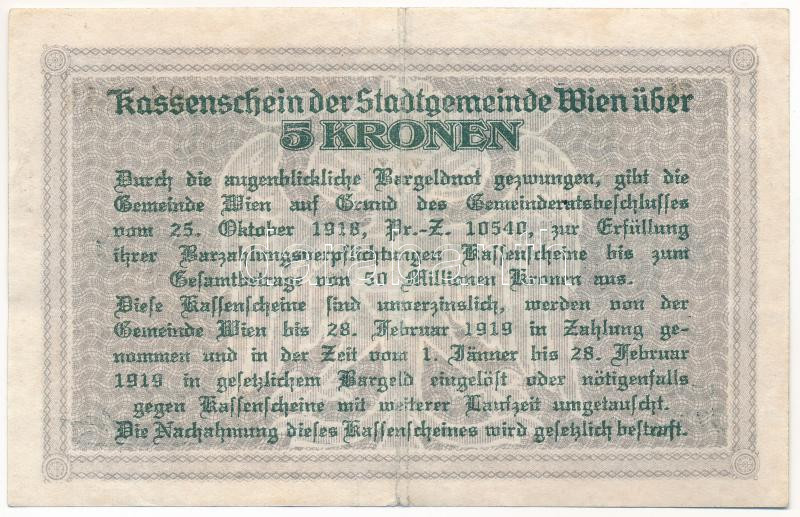 Kassenschein der Stadtgemeinde Wien über
5 KRONEN
Durch die augenblickliche Bargeldnot gezwungen, gibt die
Gemeinde Wien auf Grund des Gemeinderatsbeschlusses
vom 25. Oktober 1918, Pr.-Z. 10540, zur Erfüllung
ihrer Barzahlungsverpflichtungen Kassenscheine bis zum
Gesamtbetrage von 50 Millionen Kronen aus.
Diese Kassenscheine sind unverzinslich, werden von der
Gemeinde Wien bis 28. Februar 1919 in Zahlung ge-
nommen und in der Zeit vom 1. Jänner bis 28. Februar
1919 in gesetzlichem Bargeld eingelöst oder nötigenfalls
gegen Kassenscheine mit weiterer Laufzeit umgetauscht.
Die Nachahmung dieses Kassenscheines wird gesetzlich bestraft.